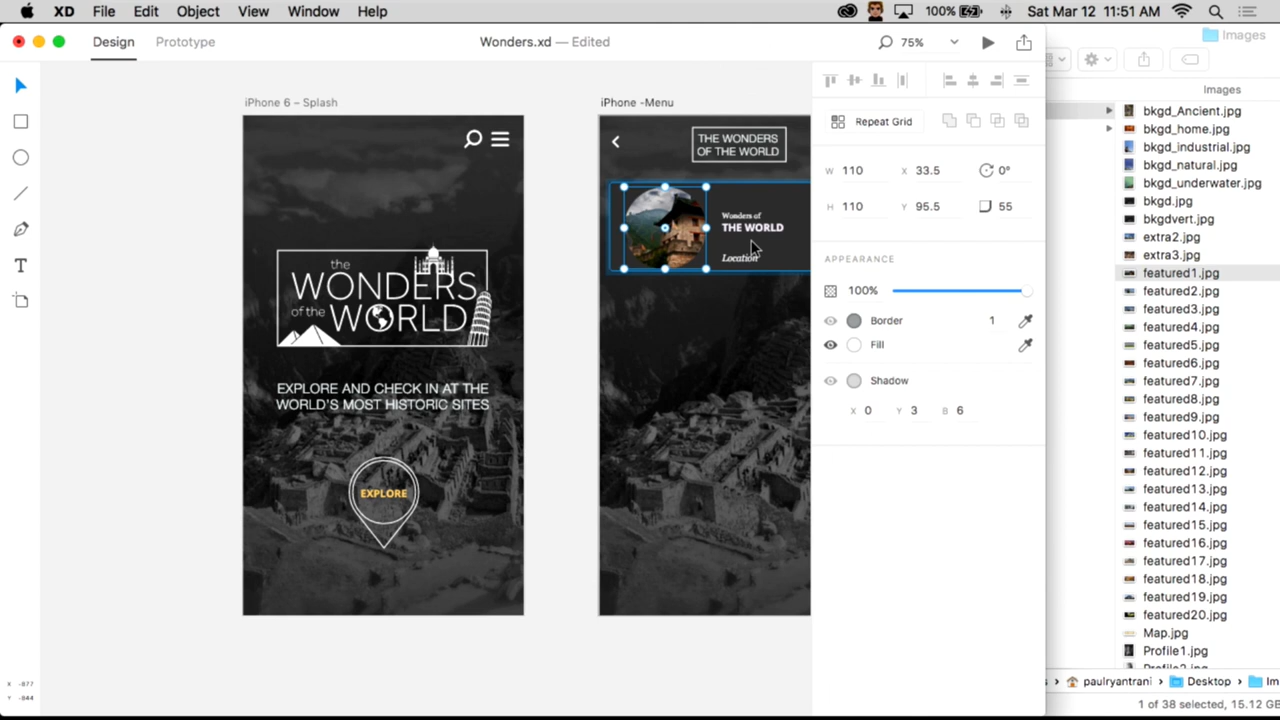 XD File Edit Object View Window Help
100% Sat Mar 12 11:51 AM
Design Prototype
Wonders.xd — Edited
75%
Images
Images
iPhone 6 – Splash
iPhone -Menu
THE WONDERS
OF THE WORLD
the
WONDERS
of the WORLD
EXPLORE AND CHECK IN AT THE
WORLD'S MOST HISTORIC SITES
EXPLORE
Wonders of
THE WORLD
Location
Repeat Grid
W 110 X 33.5 0°
H 110 Y 95.5 55
APPEARANCE
100%
Border 1
Fill
Shadow
X 0 Y 3 B 6
X -877
Y -844
bkgd_Ancient.jpg
bkgd_home.jpg
bkgd_industrial.jpg
bkgd_natural.jpg
bkgd_underwater.jpg
bkgd.jpg
bkgdvert.jpg
extra2.jpg
extra3.jpg
featured1.jpg
featured2.jpg
featured3.jpg
featured4.jpg
featured5.jpg
featured6.jpg
featured7.jpg
featured8.jpg
featured9.jpg
featured10.jpg
featured11.jpg
featured12.jpg
featured13.jpg
featured14.jpg
featured15.jpg
featured16.jpg
featured17.jpg
featured18.jpg
featured19.jpg
featured20.jpg
Map.jpg
Profile1.jpg
Profile2.jpg
s › paulryantrani › Desktop › Im
1 of 38 selected, 15.12 GB